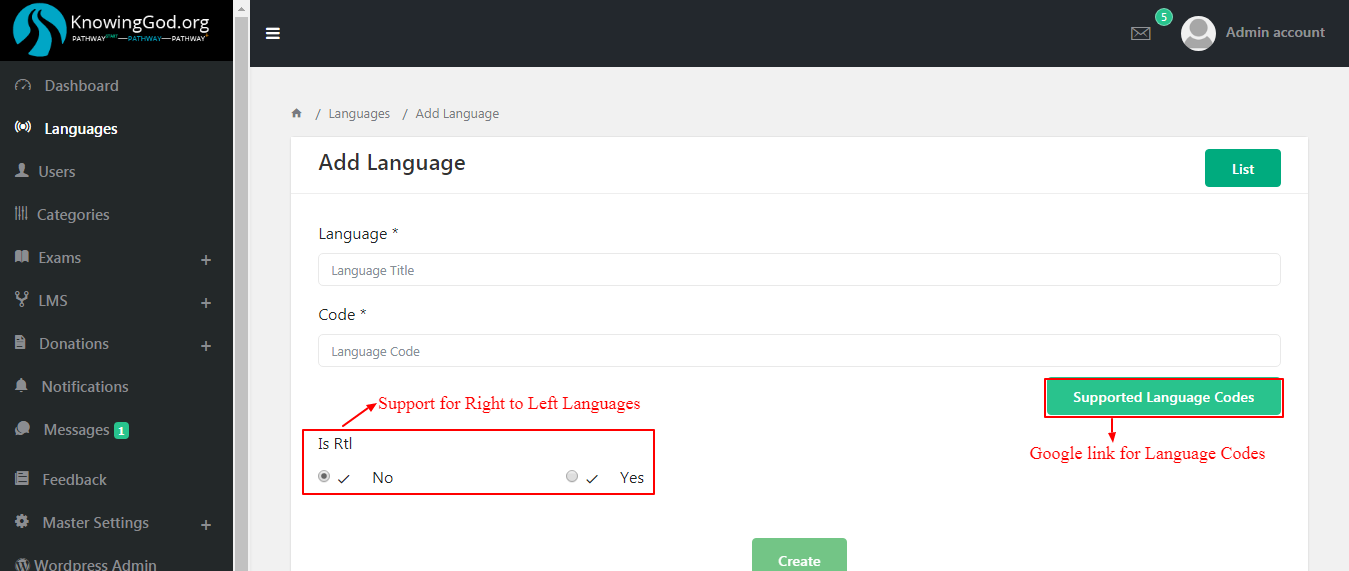 KnowingGod.org
PATHWAYSTART—PATHWAY—PATHWAY+
5
Admin account
Dashboard
Languages
Users
Categories
Exams +
LMS +
Donations +
Notifications
Messages 1
Feedback
Master Settings +
Wordpress Admin
/ Languages / Add Language
Add Language
List
Language *
Language Title
Code *
Language Code
Supported Language Codes
Support for Right to Left Languages
Google link for Language Codes
Is Rtl
No
Yes
Create